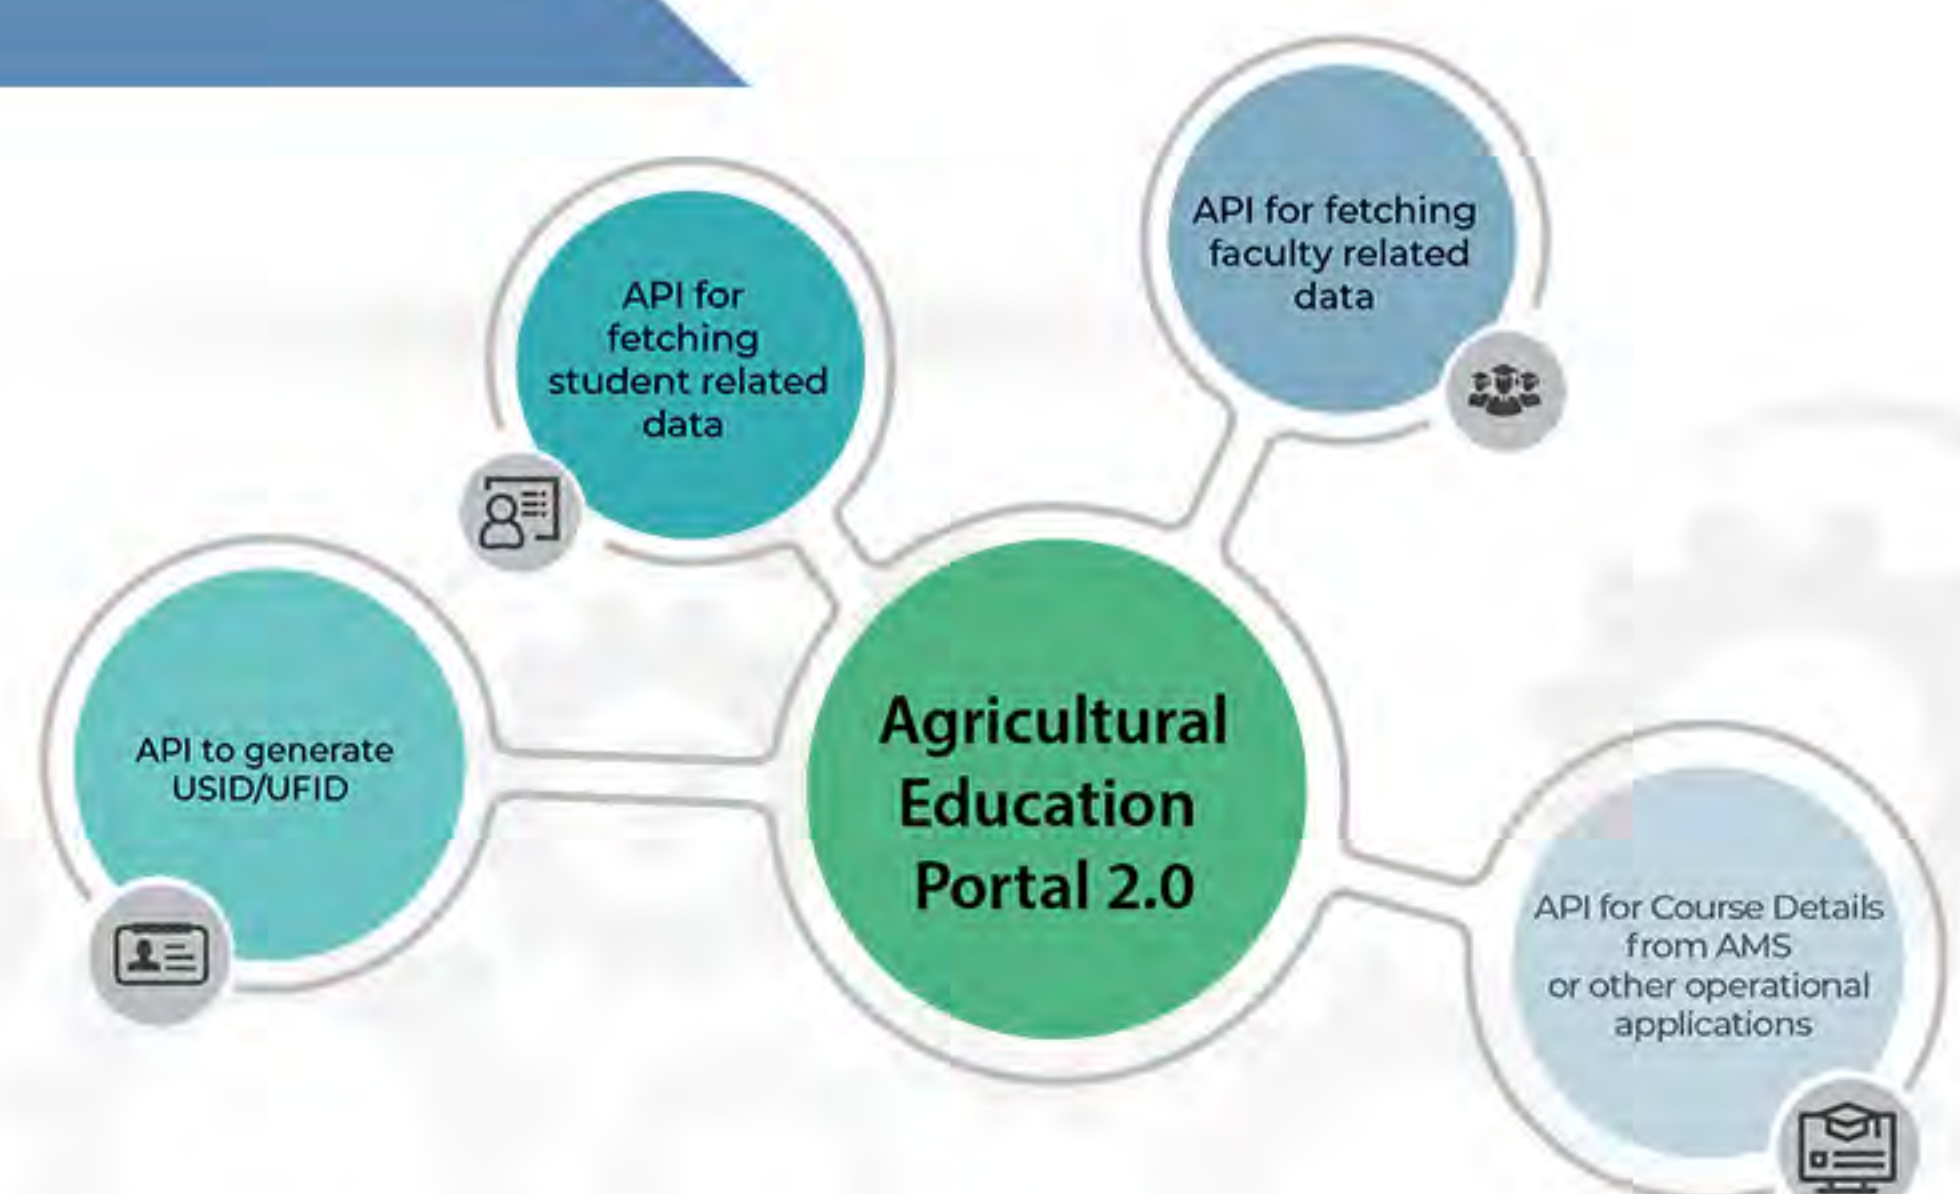 API for fetching
faculty related
data
API for
fetching
student related
data
API to generate
USID/UFID
Agricultural
Education
Portal 2.0
API for Course Details
from AMS
or other operational
applications